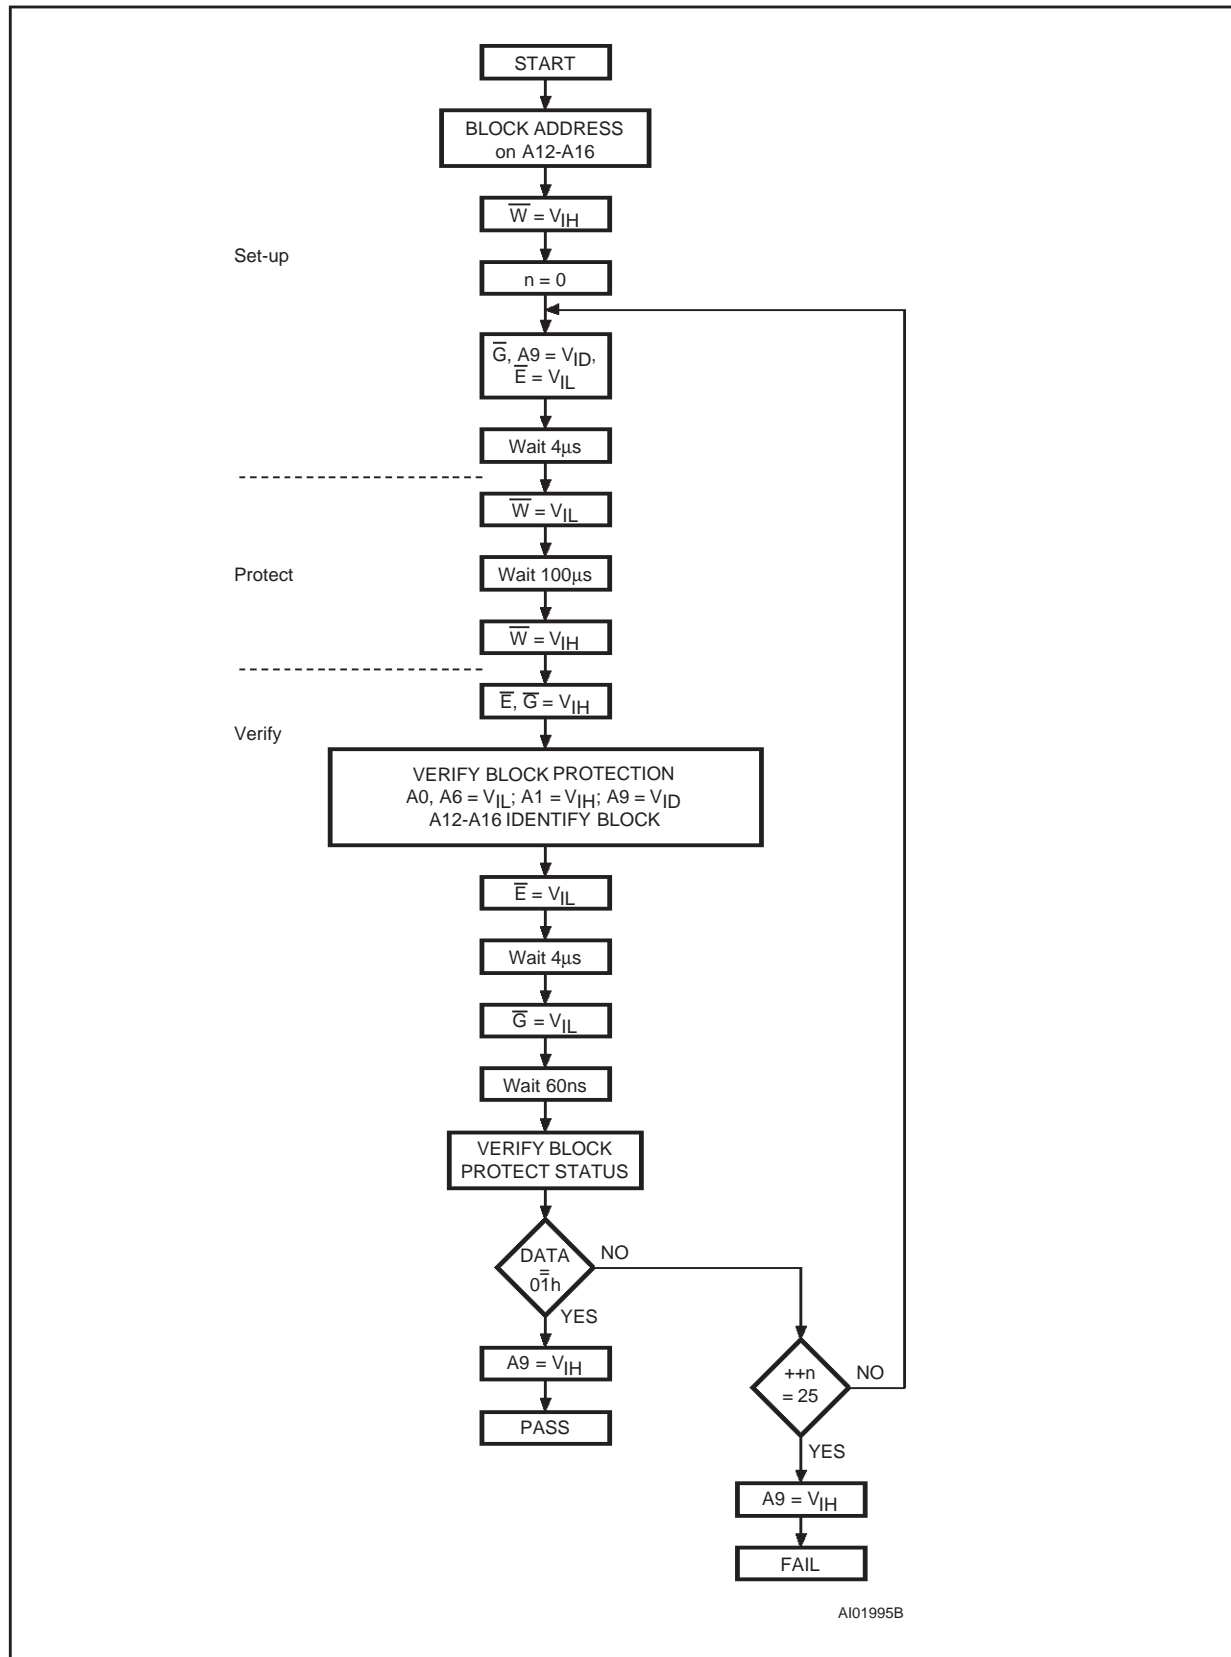 START
BLOCK ADDRESS
on A12-A16
W̅ = VIH
Set-up
n = 0
G̅, A9 = VID,
E̅ = VIL
Wait 4µs
W̅ = VIL
Protect
Wait 100µs
W̅ = VIH
E̅, G̅ = VIH
Verify
VERIFY BLOCK PROTECTION
A0, A6 = VIL; A1 = VIH; A9 = VID
A12-A16 IDENTIFY BLOCK
E̅ = VIL
Wait 4µs
G̅ = VIL
Wait 60ns
VERIFY BLOCK
PROTECT STATUS
DATA
=
01h
NO
YES
A9 = VIH
PASS
++n
= 25
NO
YES
A9 = VIH
FAIL
AI01995B